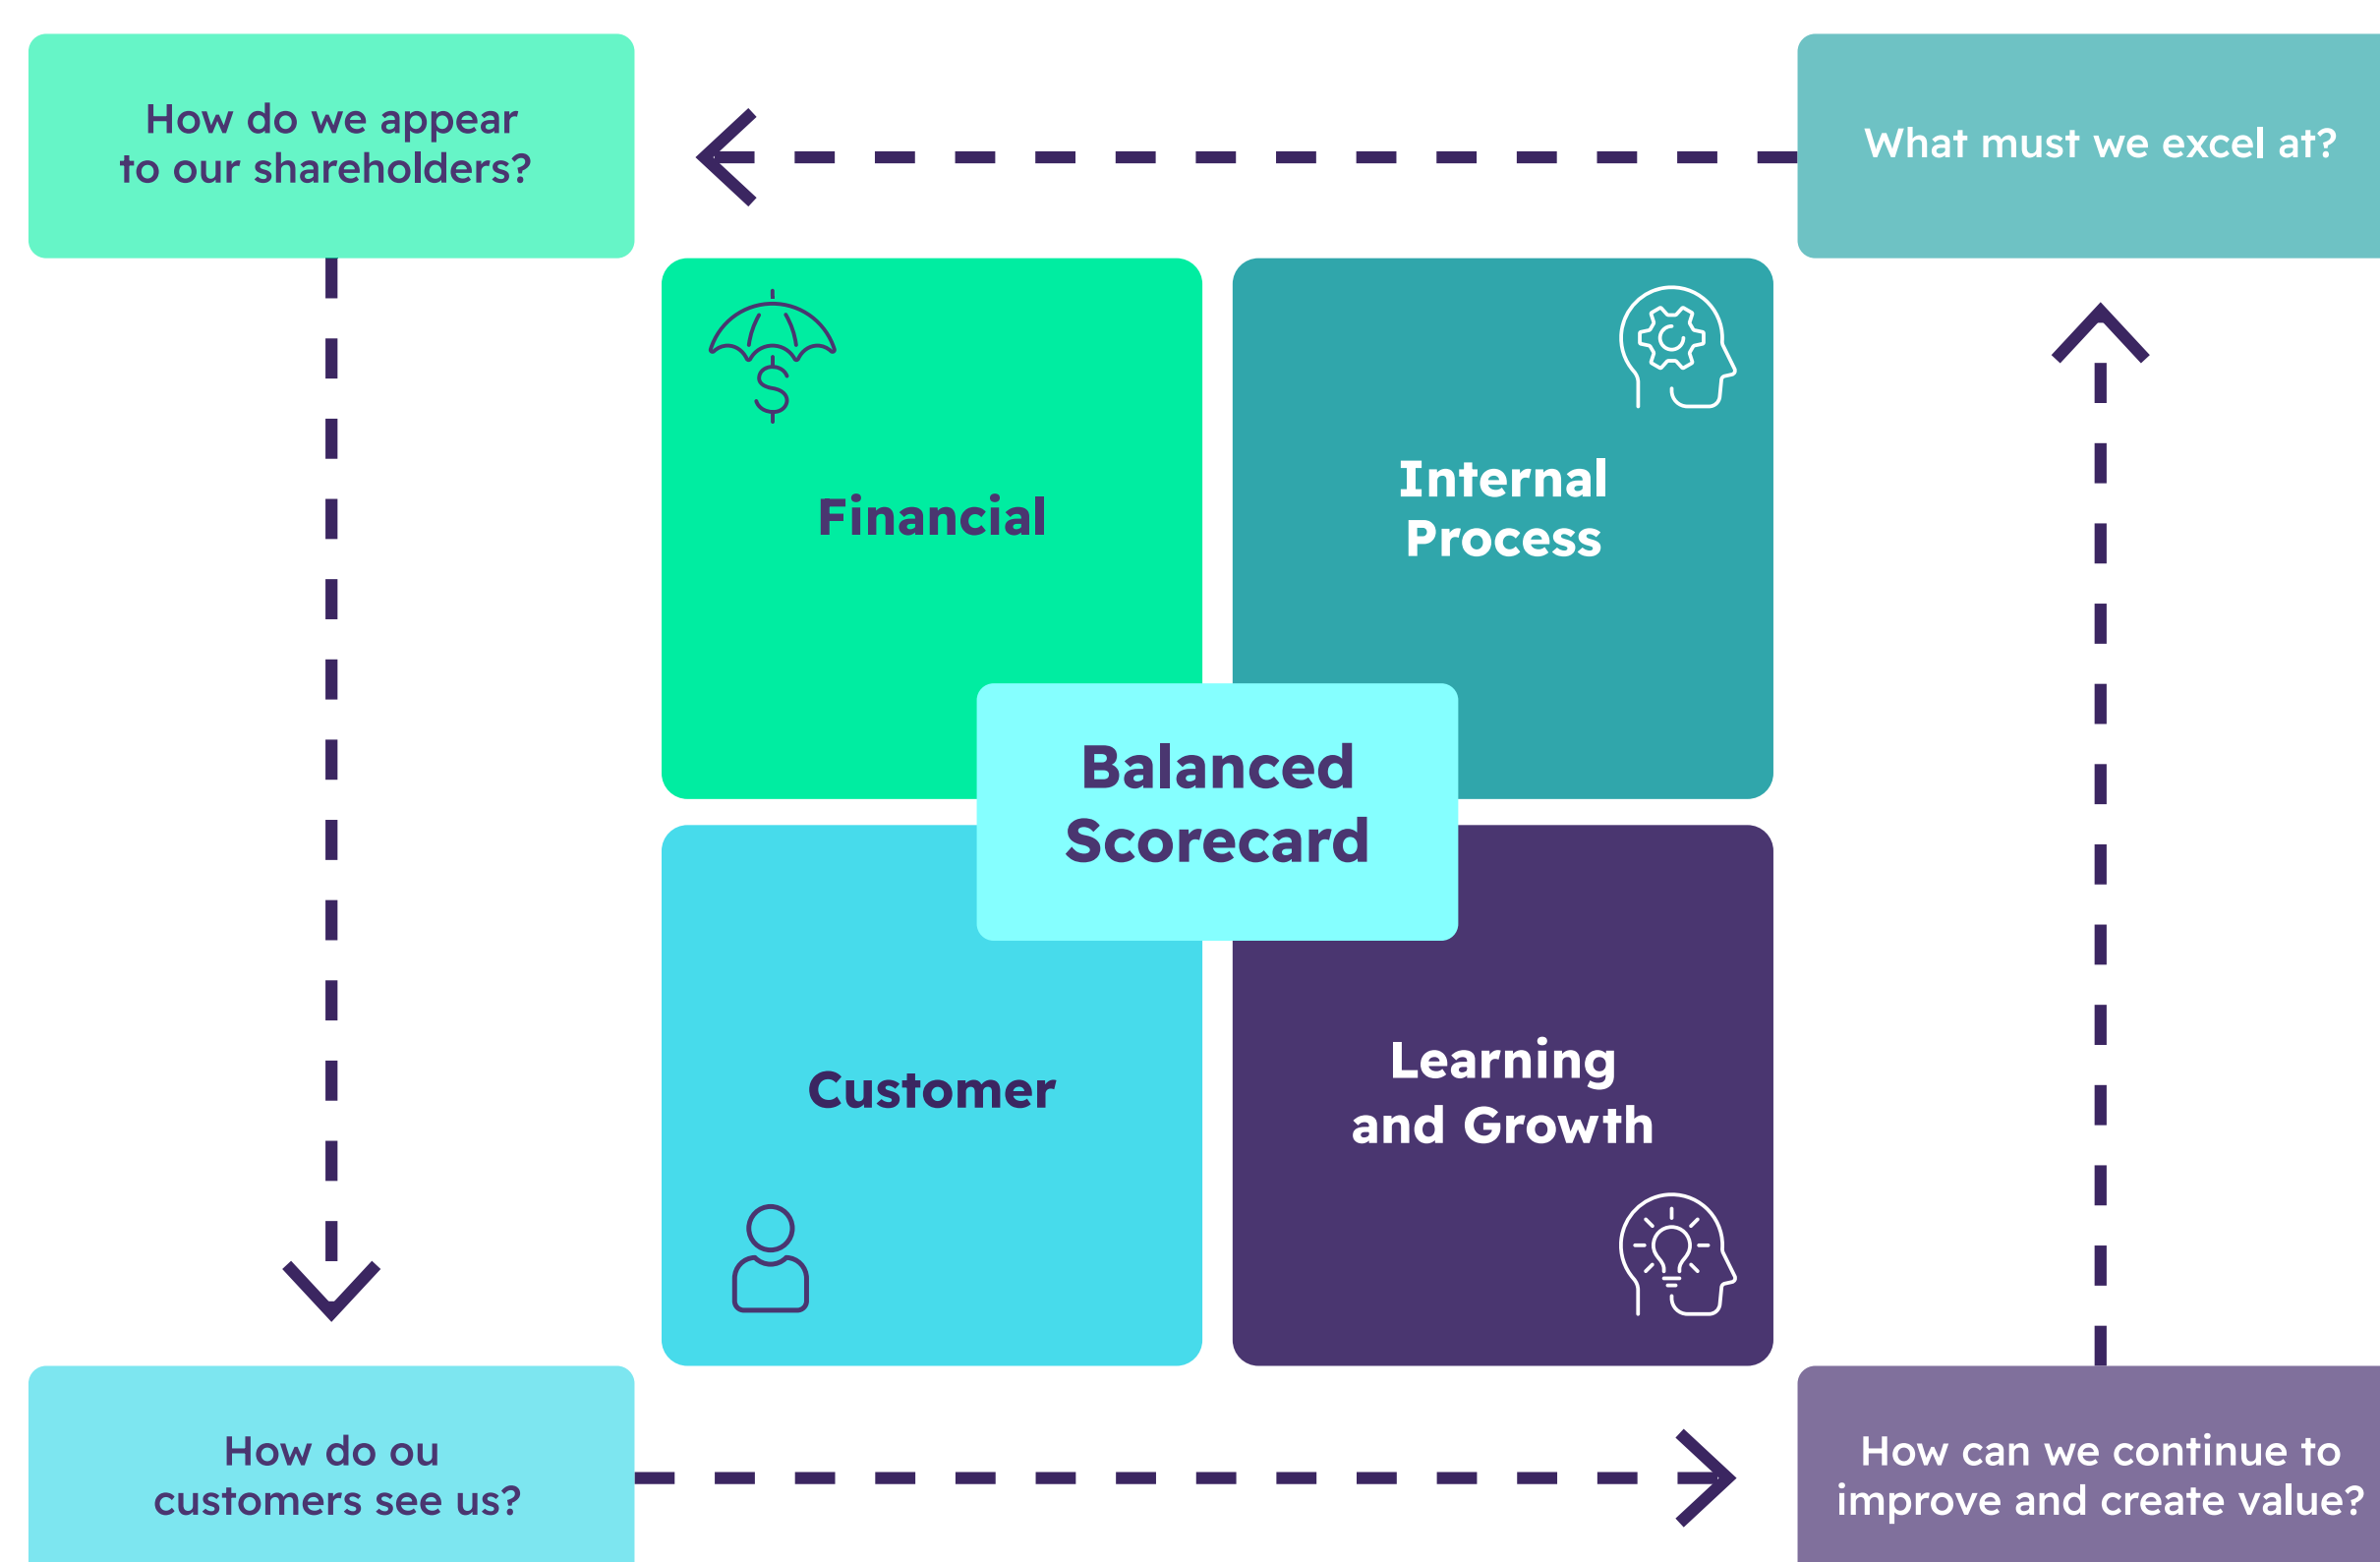 How do we appear
to our shareholders?
What must we excel at?
Financial
Internal
Process
Balanced
Scorecard
Customer
Learning
and Growth
How do ou
customers see us?
How can we continue to
improve and create value?